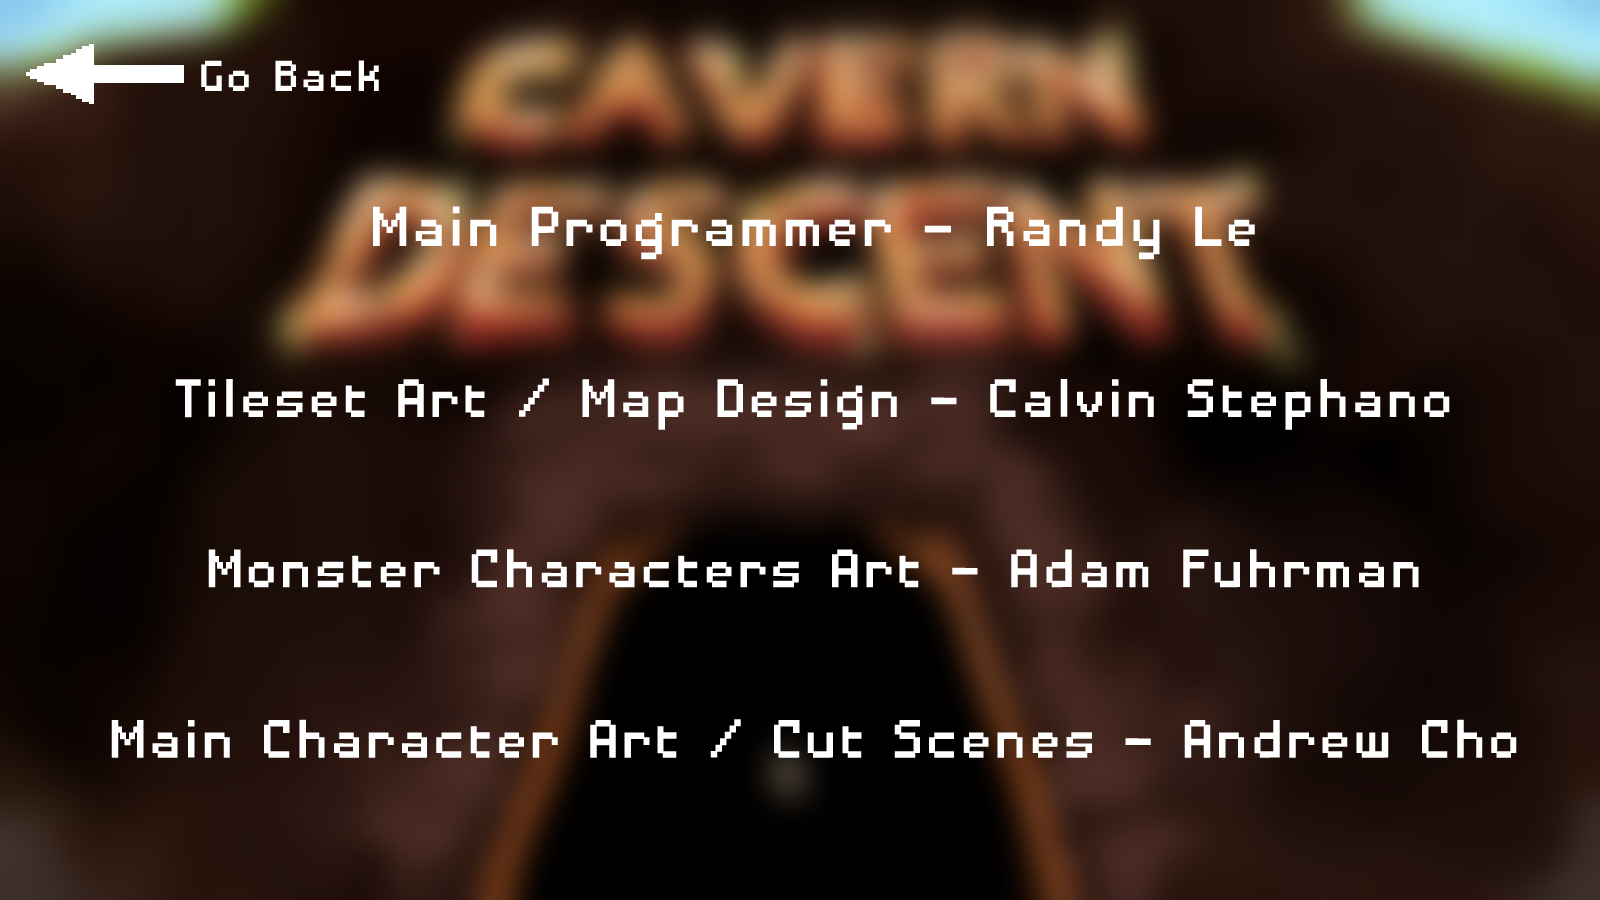 Go Back
CAVERN
DESCENT
Main Programmer - Randy Le
Tileset Art / Map Design - Calvin Stephano
Monster Characters Art - Adam Fuhrman
Main Character Art / Cut Scenes - Andrew Cho